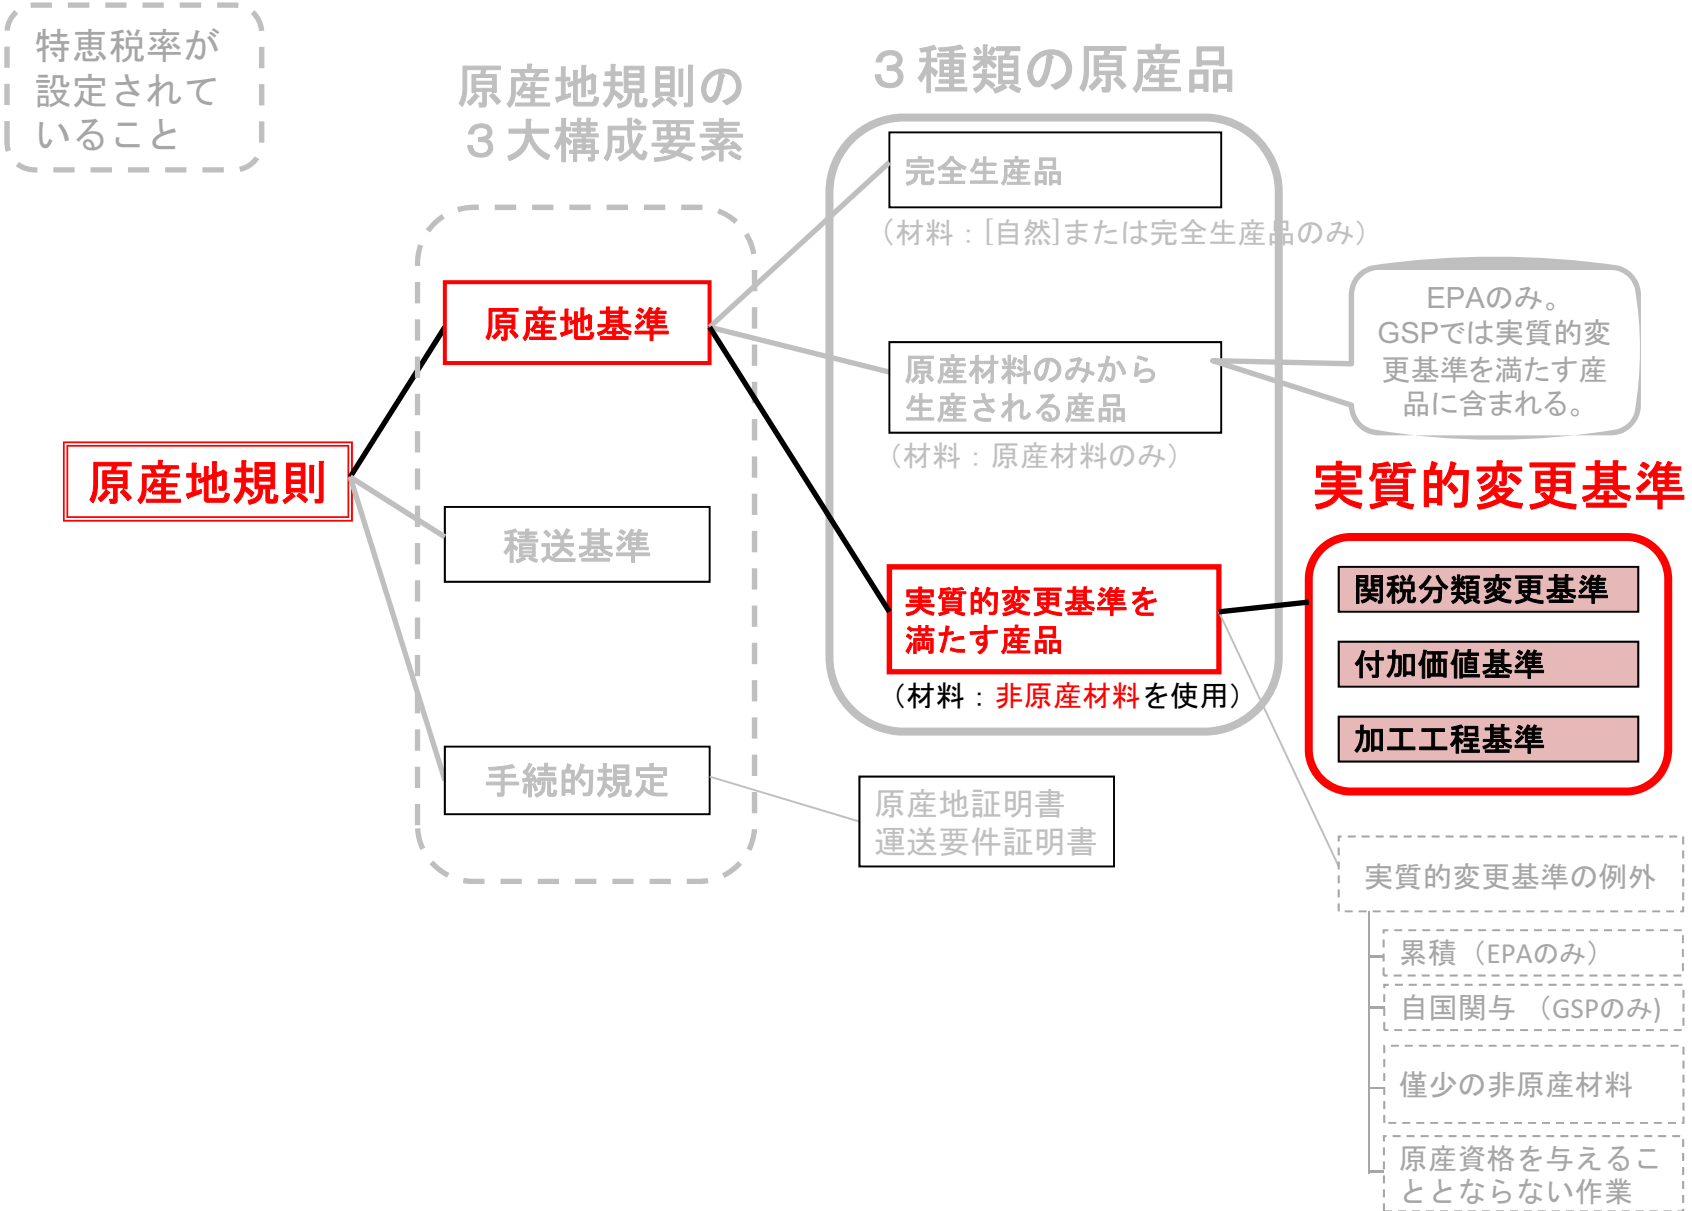 特恵税率が
設定されて
いること
原産地規則の
３大構成要素
３種類の原産品
完全生産品
（材料：[自然]または完全生産品のみ）
原産地基準
原産材料のみから
生産される産品
（材料：原産材料のみ）
EPAのみ。
GSPでは実質的変
更基準を満たす産
品に含まれる。
原産地規則
積送基準
実質的変更基準を
満たす産品
（材料：非原産材料を使用）
実質的変更基準
関税分類変更基準
付加価値基準
加工工程基準
手続的規定
原産地証明書
運送要件証明書
実質的変更基準の例外
累積（EPAのみ）
自国関与 （GSPのみ)
僅少の非原産材料
原産資格を与えるこ
ととならない作業